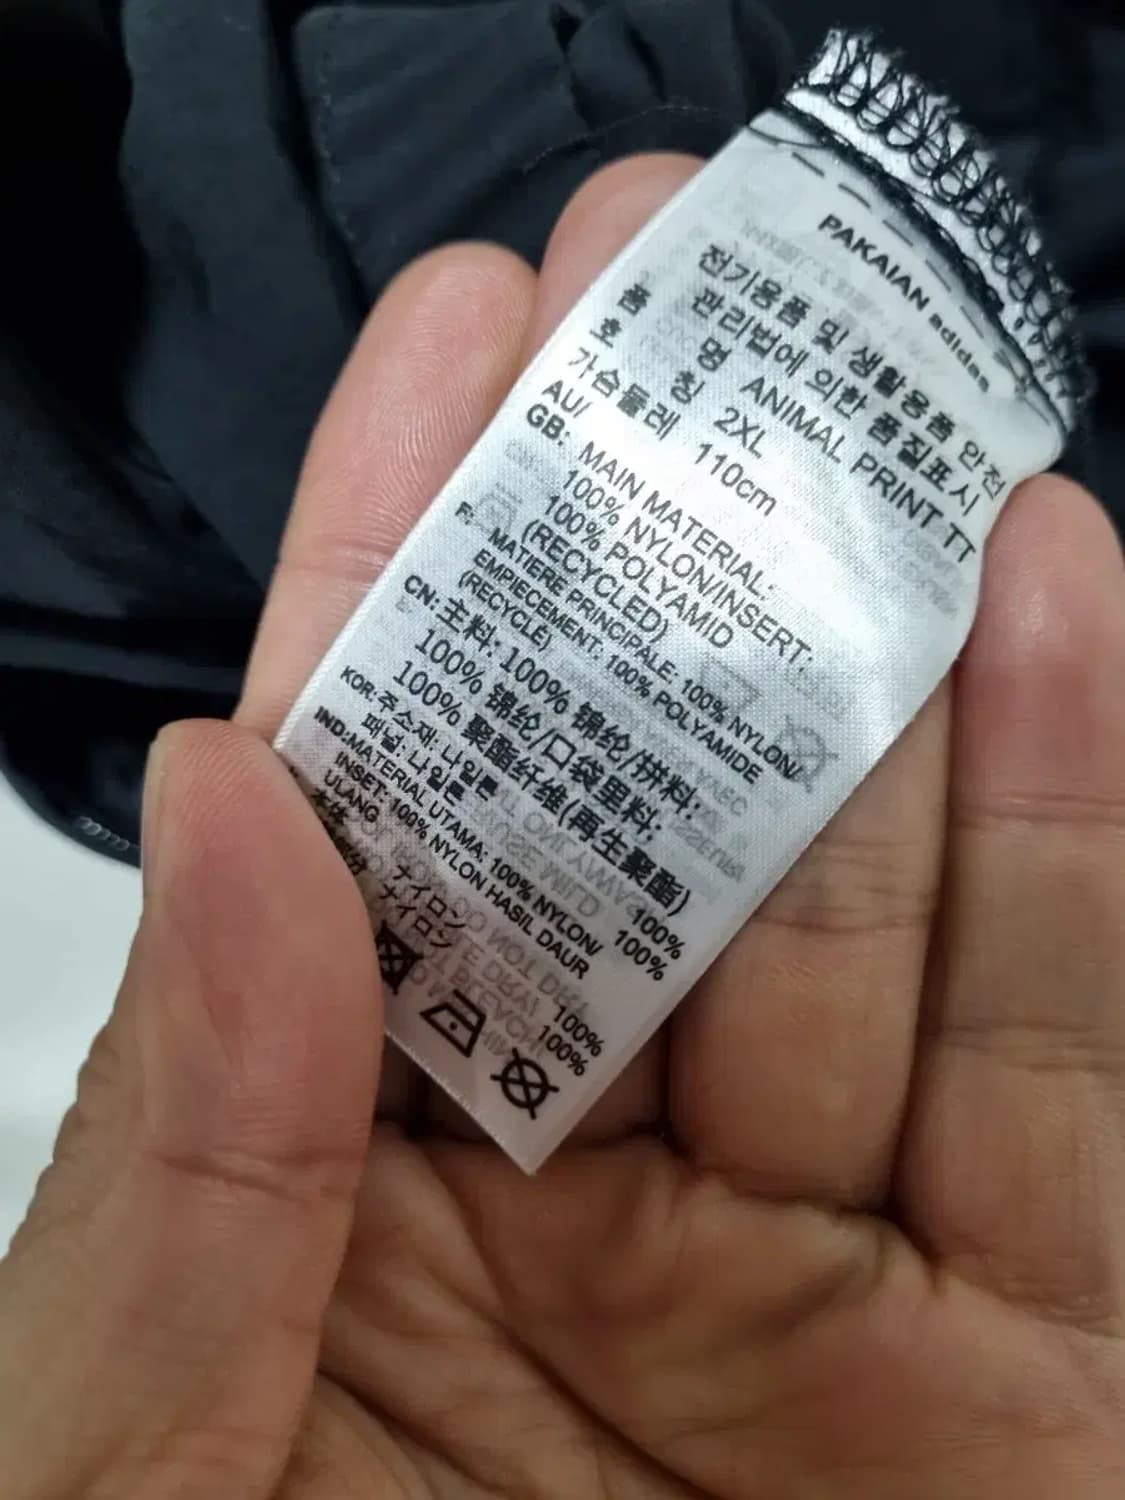 PAKAIAN adidas
전기용품 및 생활용품 안전
관리법에 의한 품질표시
품 명 ANIMAL PRINT TT
호 칭 2XL
가슴둘레 110cm
AU/
GB: MAIN MATERIAL:
100% NYLON/INSERT:
100% POLYAMID
(RECYCLED)
F: MATIERE PRINCIPALE: 100% NYLON/
EMPIECEMENT: 100% POLYAMIDE
(RECYCLÉ)
CN: 主料: 100% 锦纶/拼料:
100% 锦纶/口袋里料:
100% 聚酯纤维(再生聚酯)
KOR: 주소재: 나일론 100%
패널: 나일론 100%
IND: MATERIAL UTAMA: 100% NYLON/
INSET: 100% NYLON HASIL DAUR
ULANG
本体 ナイロン 100%
ナイロン 100%